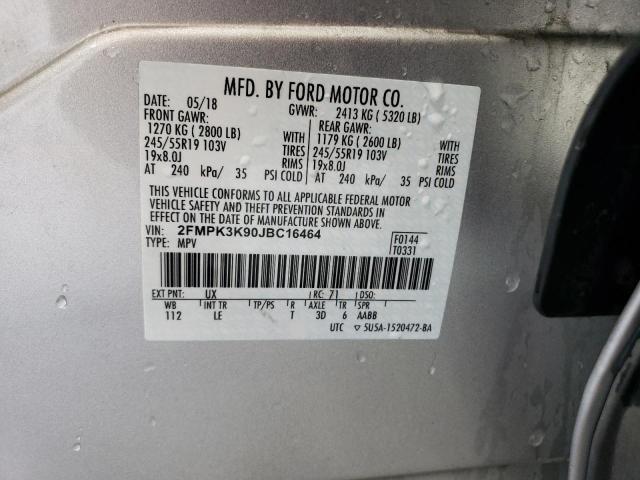 MFD. BY FORD MOTOR CO.
DATE: 05/18 GVWR: 2413 KG ( 5320 LB)
FRONT GAWR: REAR GAWR:
1270 KG ( 2800 LB) WITH 1179 KG ( 2600 LB) WITH
245/55R19 103V TIRES 245/55R19 103V TIRES
19x8.0J RIMS 19x8.0J RIMS
AT 240 kPa/ 35 PSI COLD AT 240 kPa/ 35 PSI COLD
THIS VEHICLE CONFORMS TO ALL APPLICABLE FEDERAL MOTOR
VEHICLE SAFETY AND THEFT PREVENTION STANDARDS IN
EFFECT ON THE DATE OF MANUFACTURE SHOWN ABOVE.
VIN: 2FMPK3K90JBC16464 F0144
TYPE: MPV T0331
EXT PNT: UX RC: 71 DSO:
WB INT TR TP/PS R AXLE TR SPR
112 LE T 3D 6 AABB
UTC ▽ 5U5A-1520472-BA